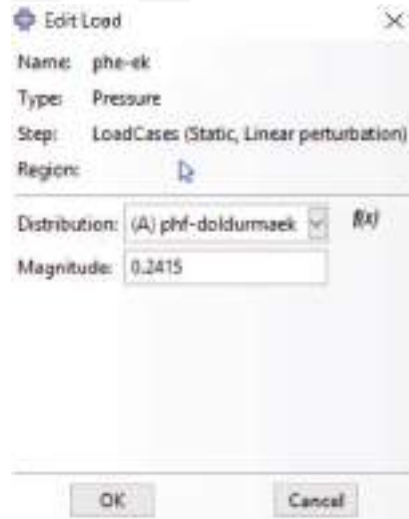 Edit Load
Name: phe-ek
Type: Pressure
Step: LoadCases (Static, Linear perturbation)
Region:
Distribution: (A) phf-doldurmaek f(x)
Magnitude: 0.2415
OK Cancel